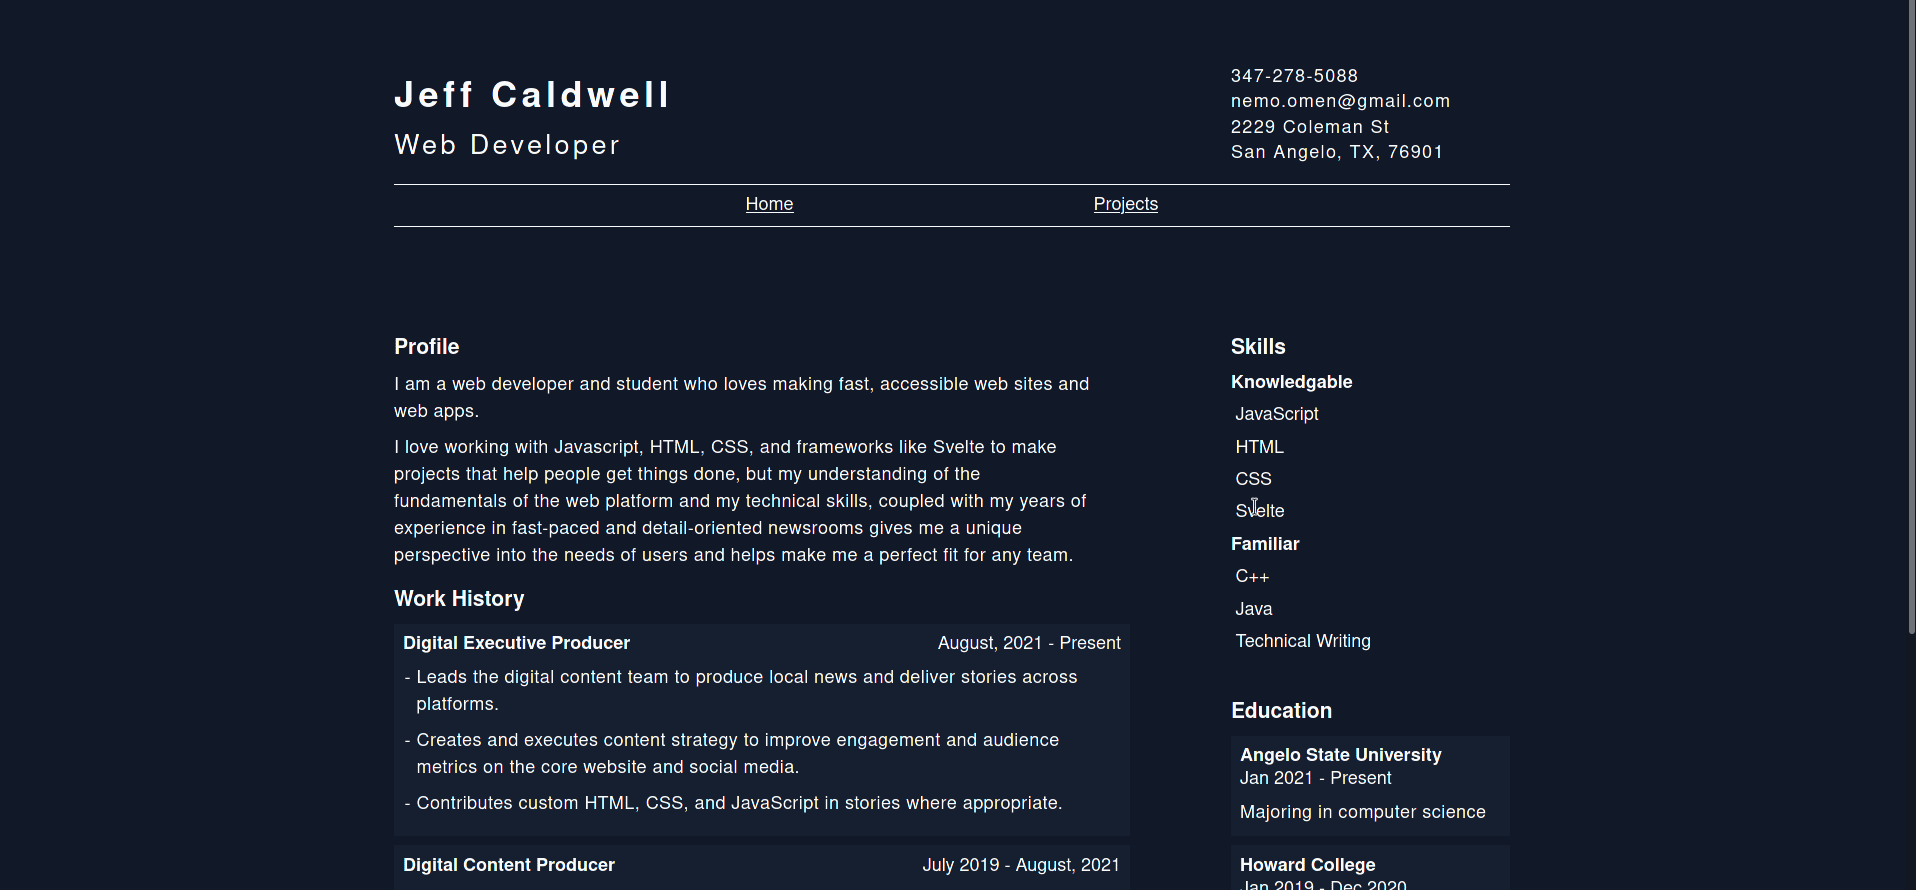 Jeff Caldwell
Web Developer
347-278-5088
nemo.omen@gmail.com
2229 Coleman St
San Angelo, TX, 76901
Home
Projects
Profile
I am a web developer and student who loves making fast, accessible web sites and
web apps.
I love working with Javascript, HTML, CSS, and frameworks like Svelte to make
projects that help people get things done, but my understanding of the
fundamentals of the web platform and my technical skills, coupled with my years of
experience in fast-paced and detail-oriented newsrooms gives me a unique
perspective into the needs of users and helps make me a perfect fit for any team.
Work History
Digital Executive Producer
August, 2021 - Present
- Leads the digital content team to produce local news and deliver stories across
platforms.
- Creates and executes content strategy to improve engagement and audience
metrics on the core website and social media.
- Contributes custom HTML, CSS, and JavaScript in stories where appropriate.
Digital Content Producer
July 2019 - August, 2021
Skills
Knowledgable
JavaScript
HTML
CSS
Svelte
Familiar
C++
Java
Technical Writing
Education
Angelo State University
Jan 2021 - Present
Majoring in computer science
Howard College
Jan 2019 - Dec 2020